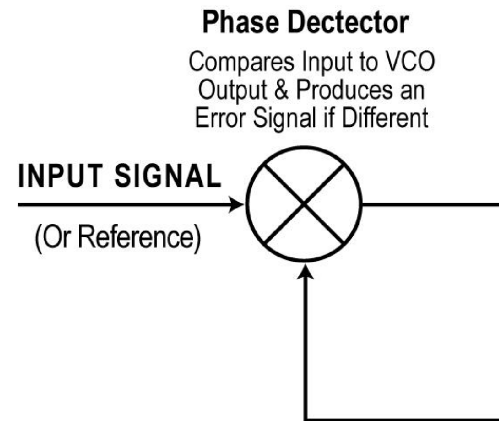 Phase Dectector
Compares Input to VCO
Output & Produces an
Error Signal if Different
INPUT SIGNAL
(Or Reference)